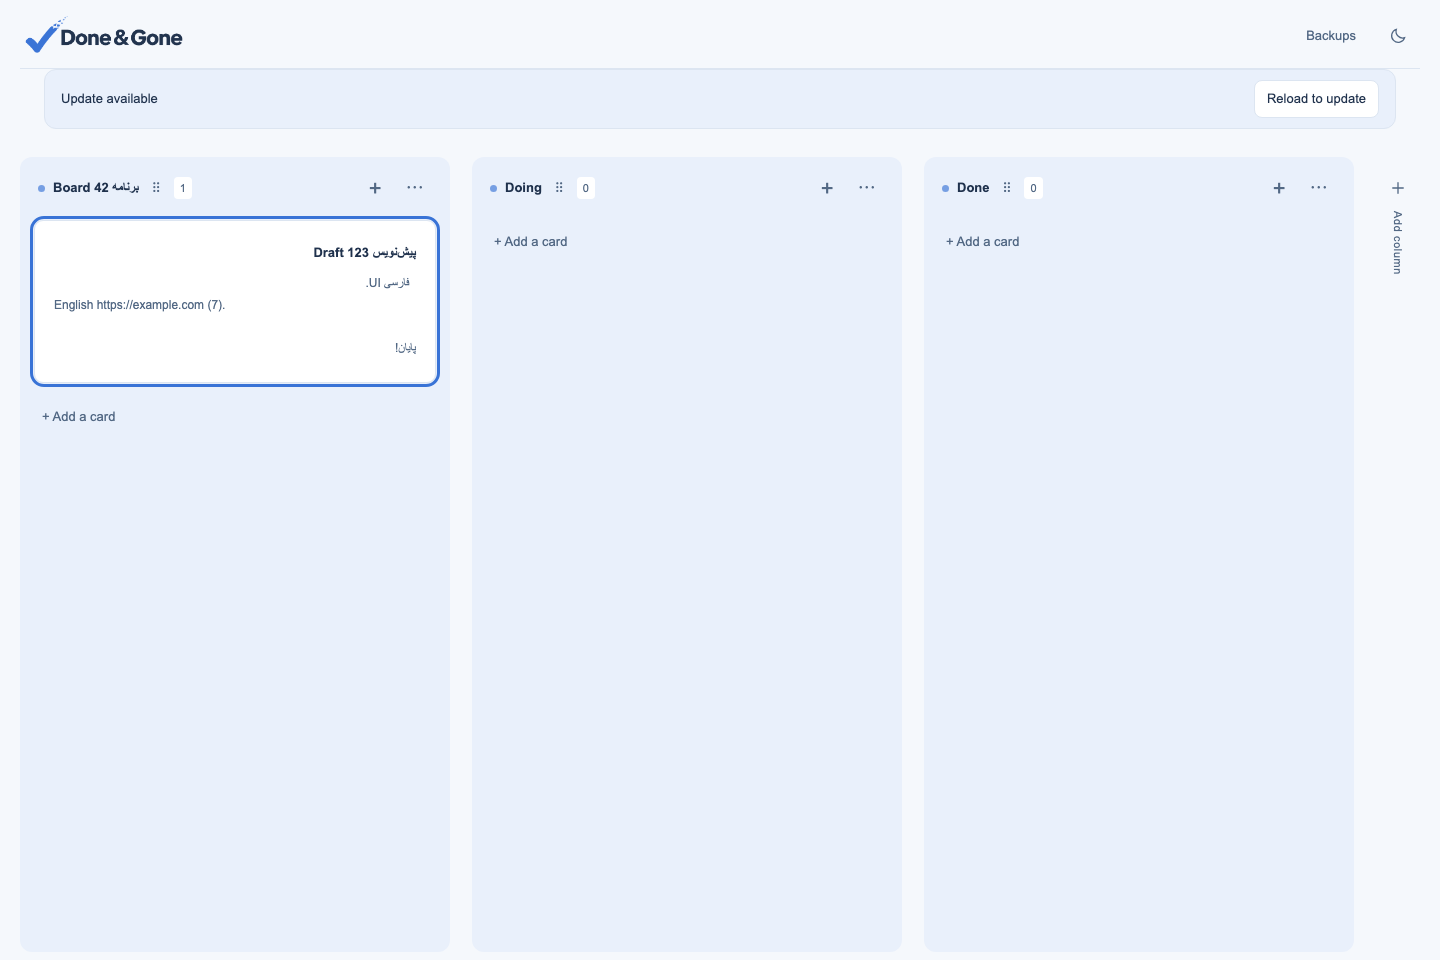 Done & Gone
Backups
Update available
Reload to update
Board 42 برنامه
1
پیش‌نویس Draft 123
فارسی UI.
English https://example.com (7).
پایان!
+ Add a card
Doing
0
+ Add a card
Done
0
+ Add a card
Add column